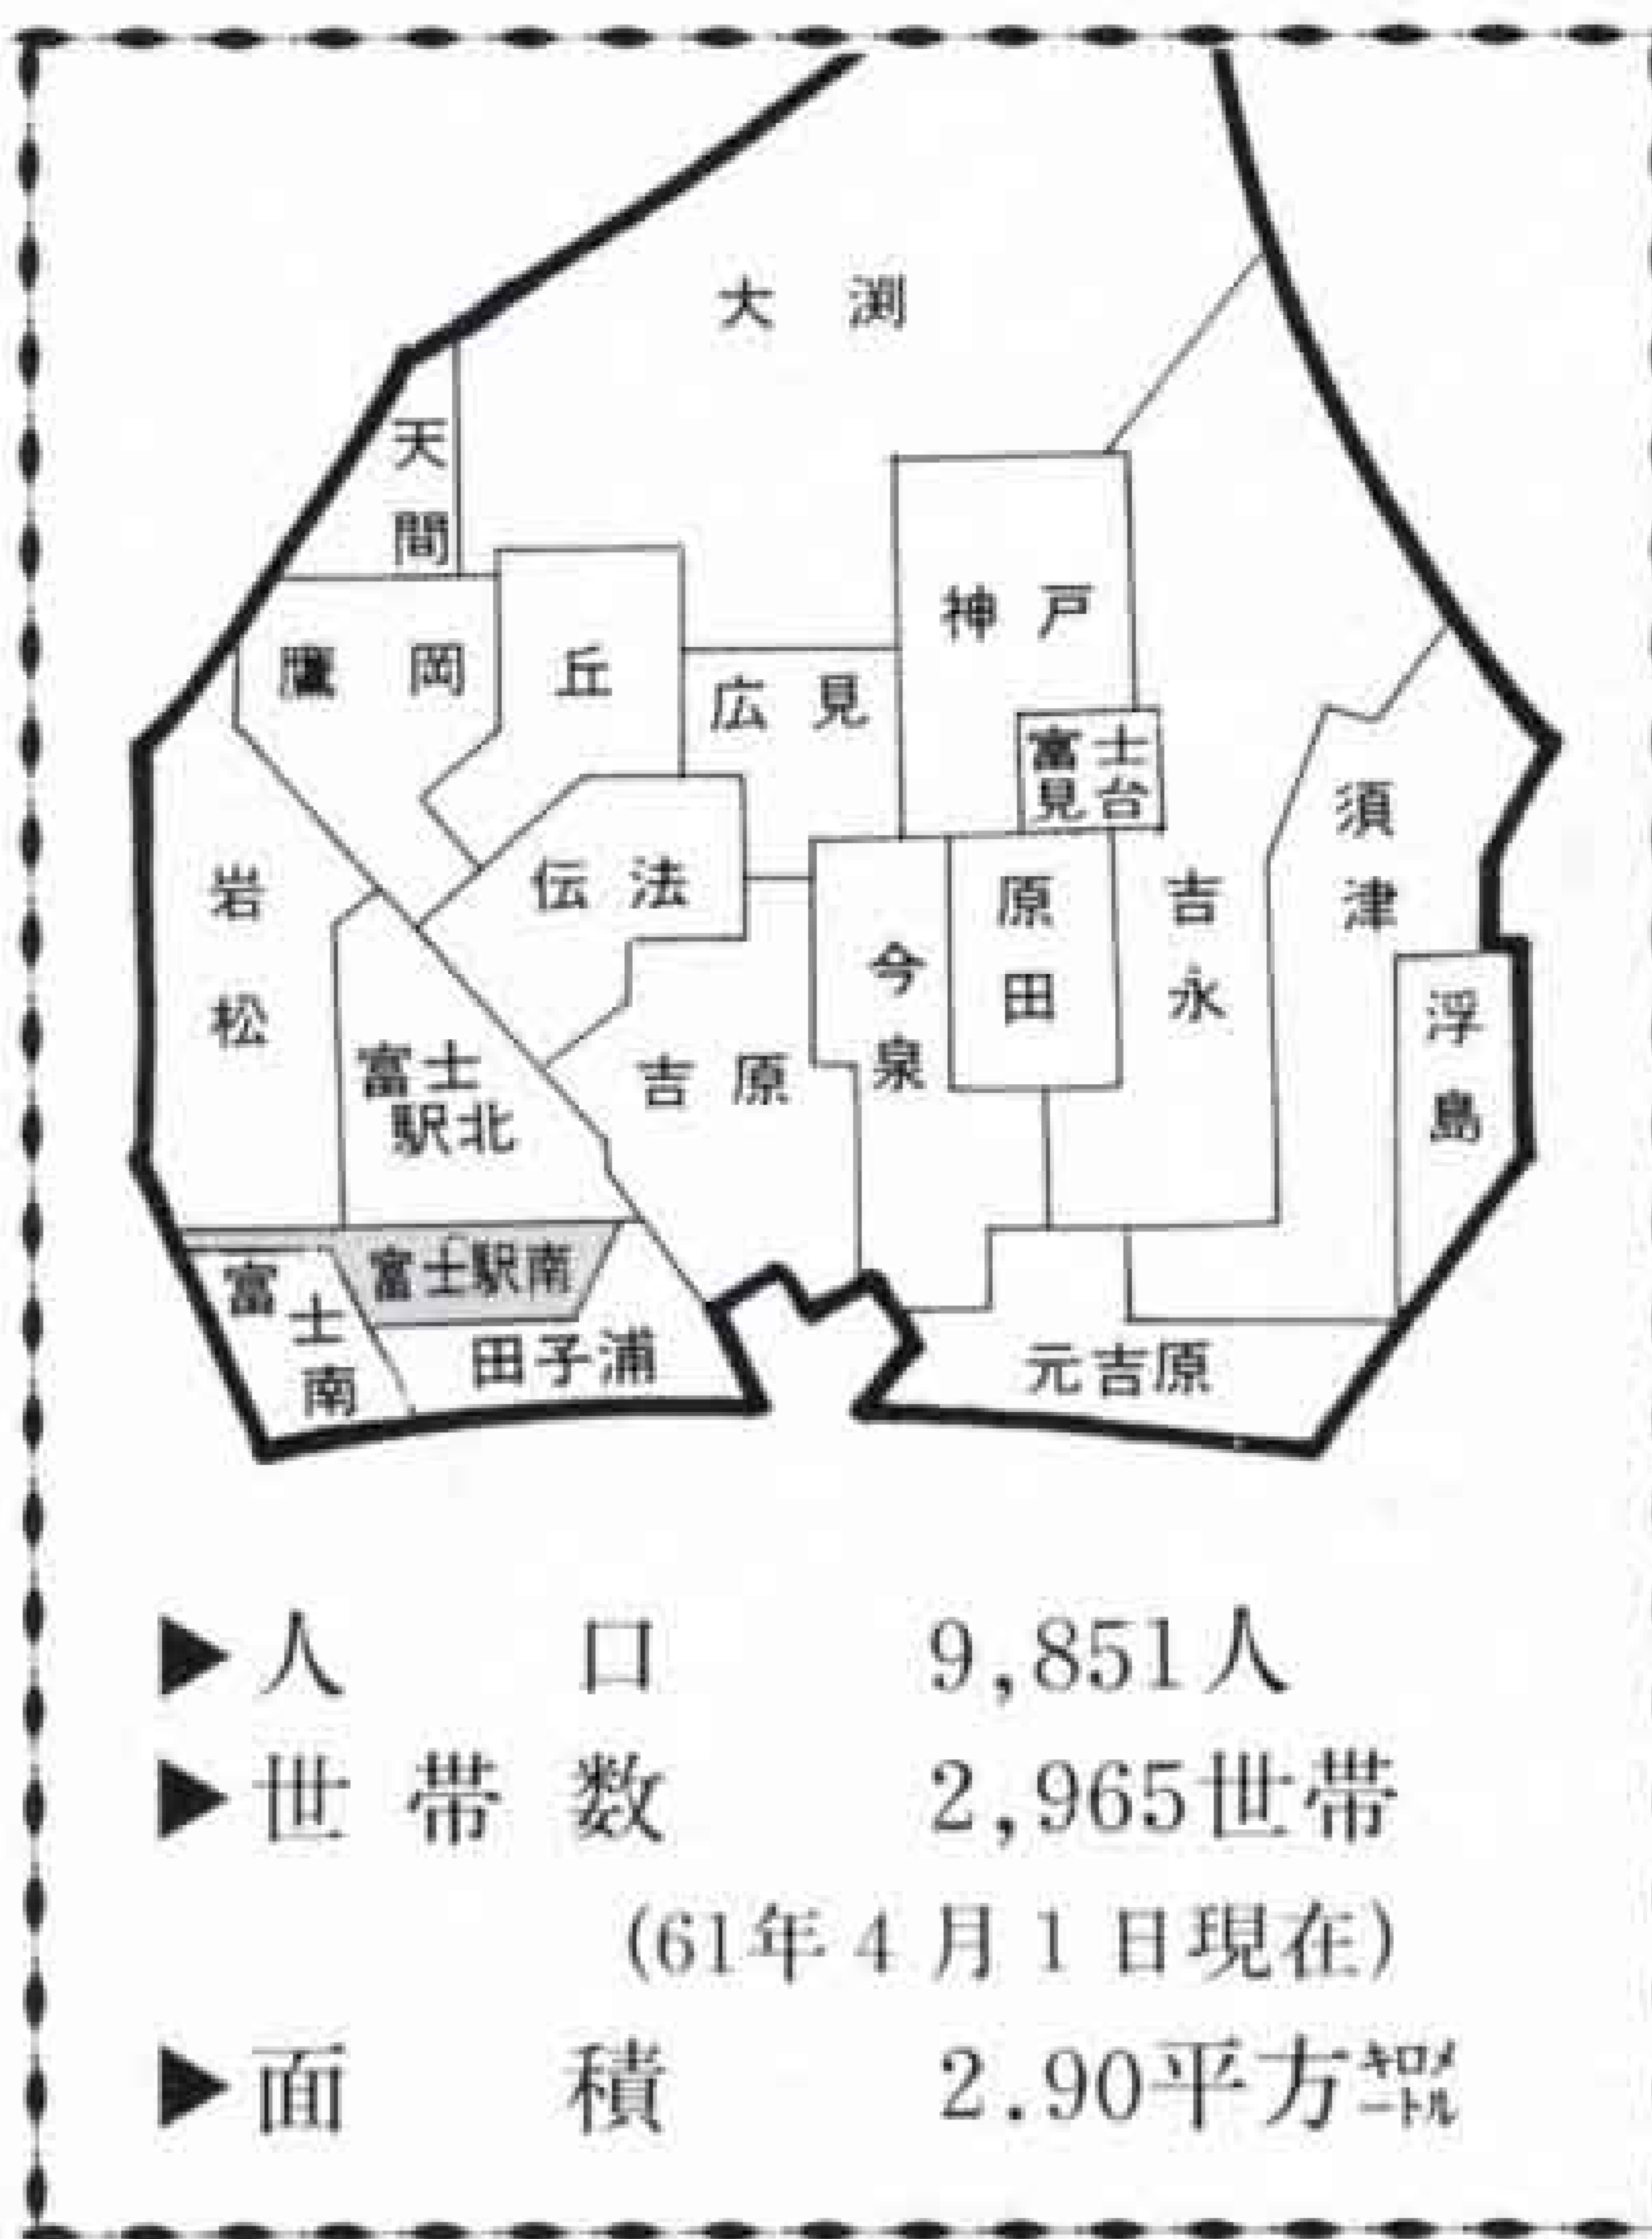 大渕
天間
神戸
鷹岡
丘
広見
富士
見台
須津
岩松
伝法
原田
吉永
今泉
浮島
富士
駅北
吉原
富士駅南
富士南
田子浦
元吉原
▶人口 9,851人
▶世帯数 2,965世帯
(61年4月1日現在)
▶面積 2.90平方キロメートル